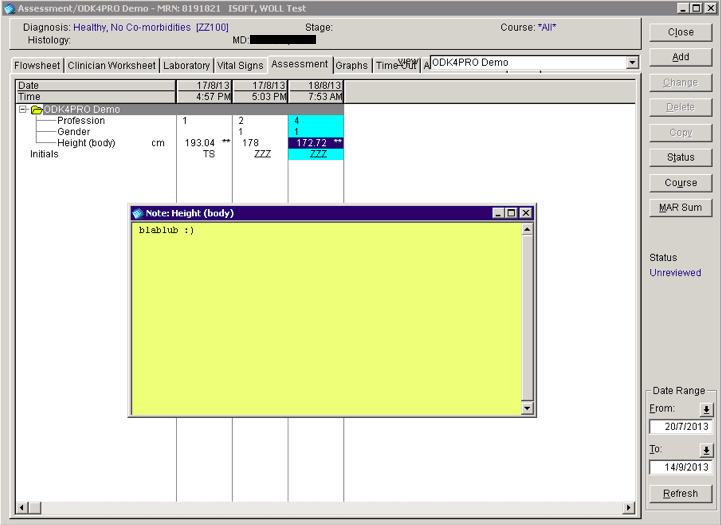 Assessment/ODK4PRO Demo - MRN: 8191821 ISOFT, WOLL Test
Diagnosis: Healthy, No Co-morbidities [ZZ100] Stage: Course: *All*
Histology: MD:
Close
Add
Change
Delete
Copy
Status
Course
MAR Sum
Flowsheet Clinician Worksheet Laboratory Vital Signs Assessment Graphs Time Out A View ODK4PRO Demo
Date 17/8/13 17/8/13 18/8/13
Time 4:57 PM 5:03 PM 7:53 AM
ODK4PRO Demo
Profession 1 2 4
Gender 1 1
Height (body) cm 193.04 ** 178 172.72 **
Initials TS ZZZ ZZZ
Note: Height (body)
blablub :)
Status
Unreviewed
Date Range
From:
20/7/2013
To:
14/9/2013
Refresh